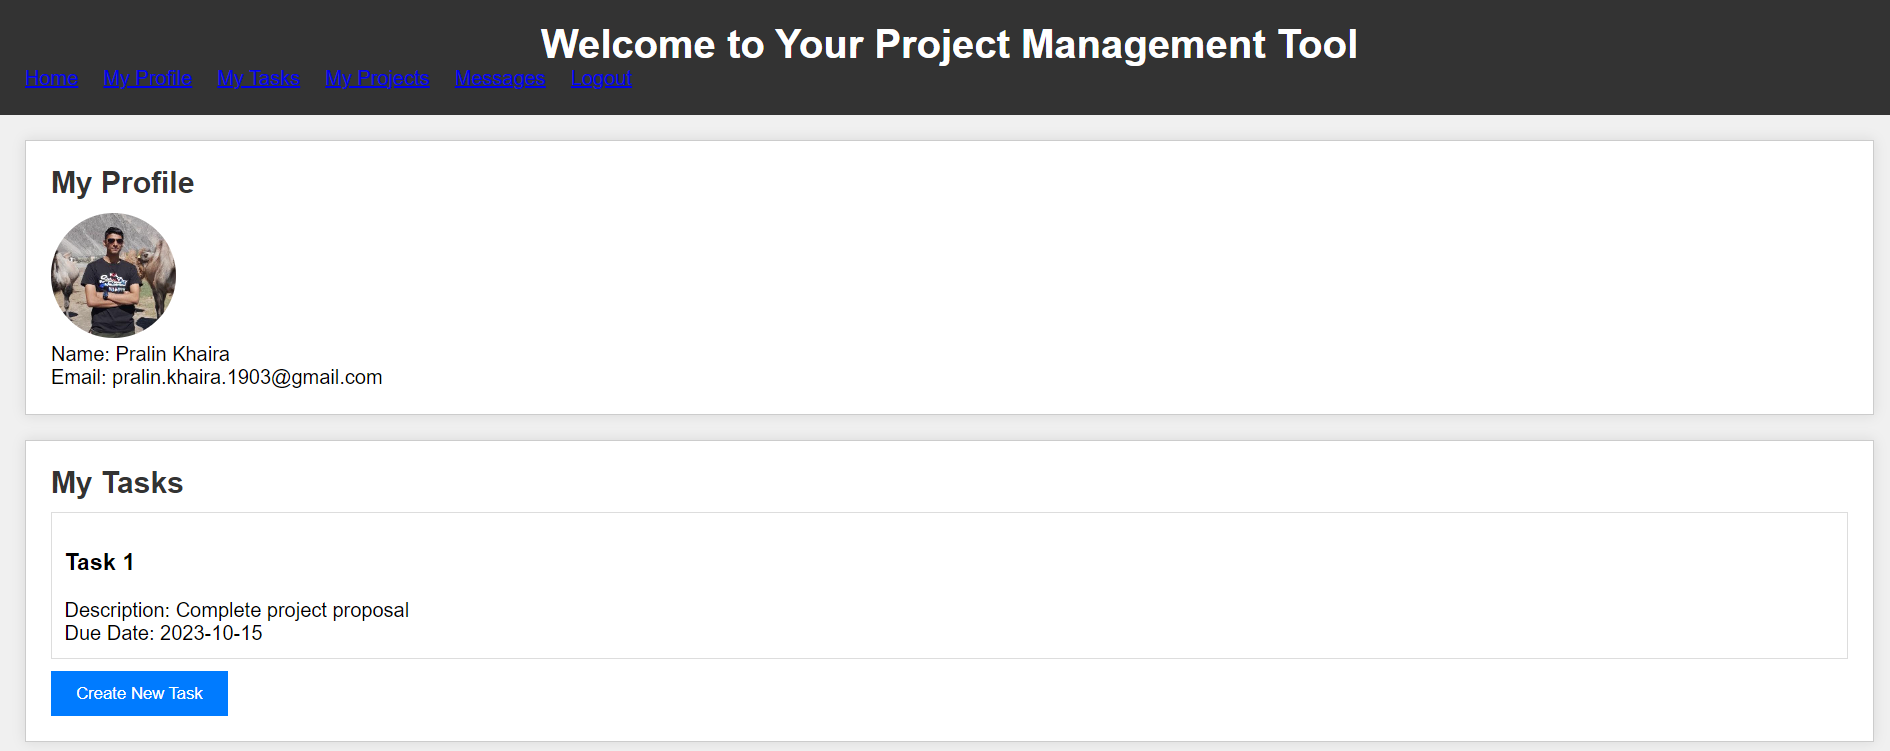 Welcome to Your Project Management Tool
Home My Profile My Tasks My Projects Messages Logout
My Profile
Name: Pralin Khaira
Email: pralin.khaira.1903@gmail.com
My Tasks
Task 1
Description: Complete project proposal
Due Date: 2023-10-15
Create New Task